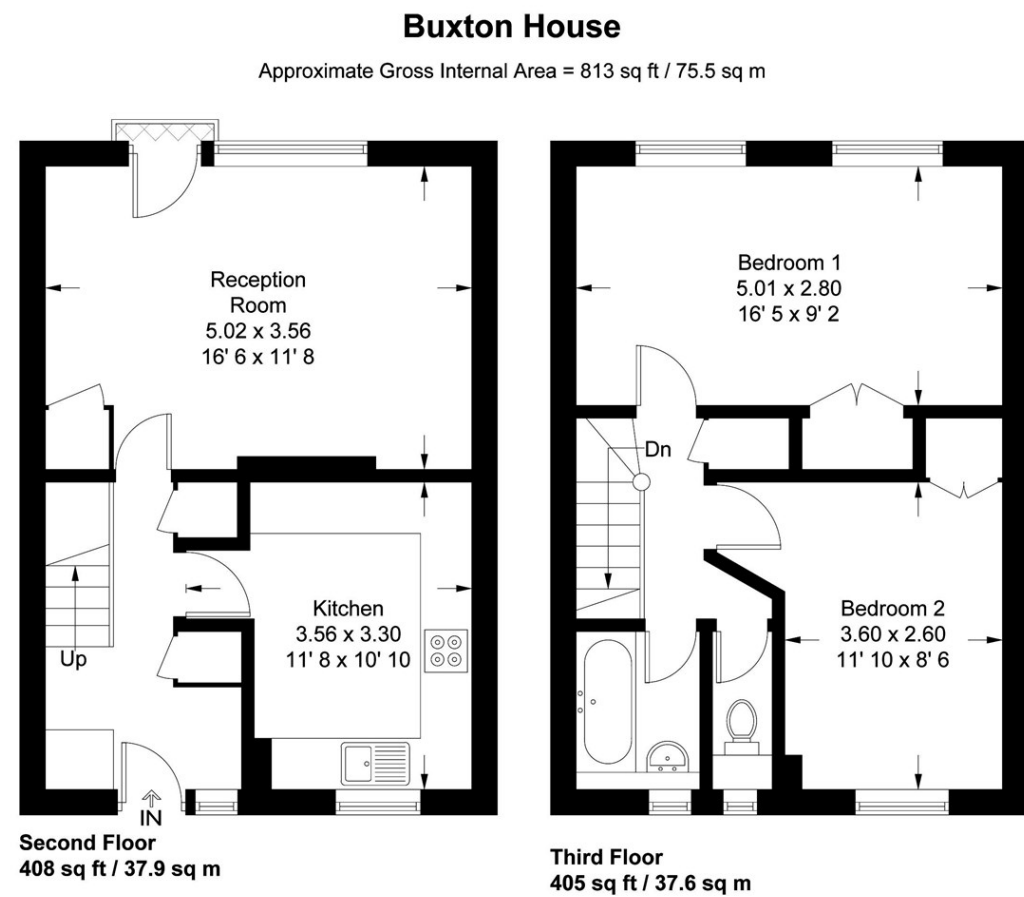 Buxton House
Approximate Gross Internal Area = 813 sq ft / 75.5 sq m
Reception
Room
5.02 x 3.56
16' 6 x 11' 8
Kitchen
3.56 x 3.30
11' 8 x 10' 10
Up
IN
Second Floor
408 sq ft / 37.9 sq m
Bedroom 1
5.01 x 2.80
16' 5 x 9' 2
Dn
Bedroom 2
3.60 x 2.60
11' 10 x 8' 6
Third Floor
405 sq ft / 37.6 sq m